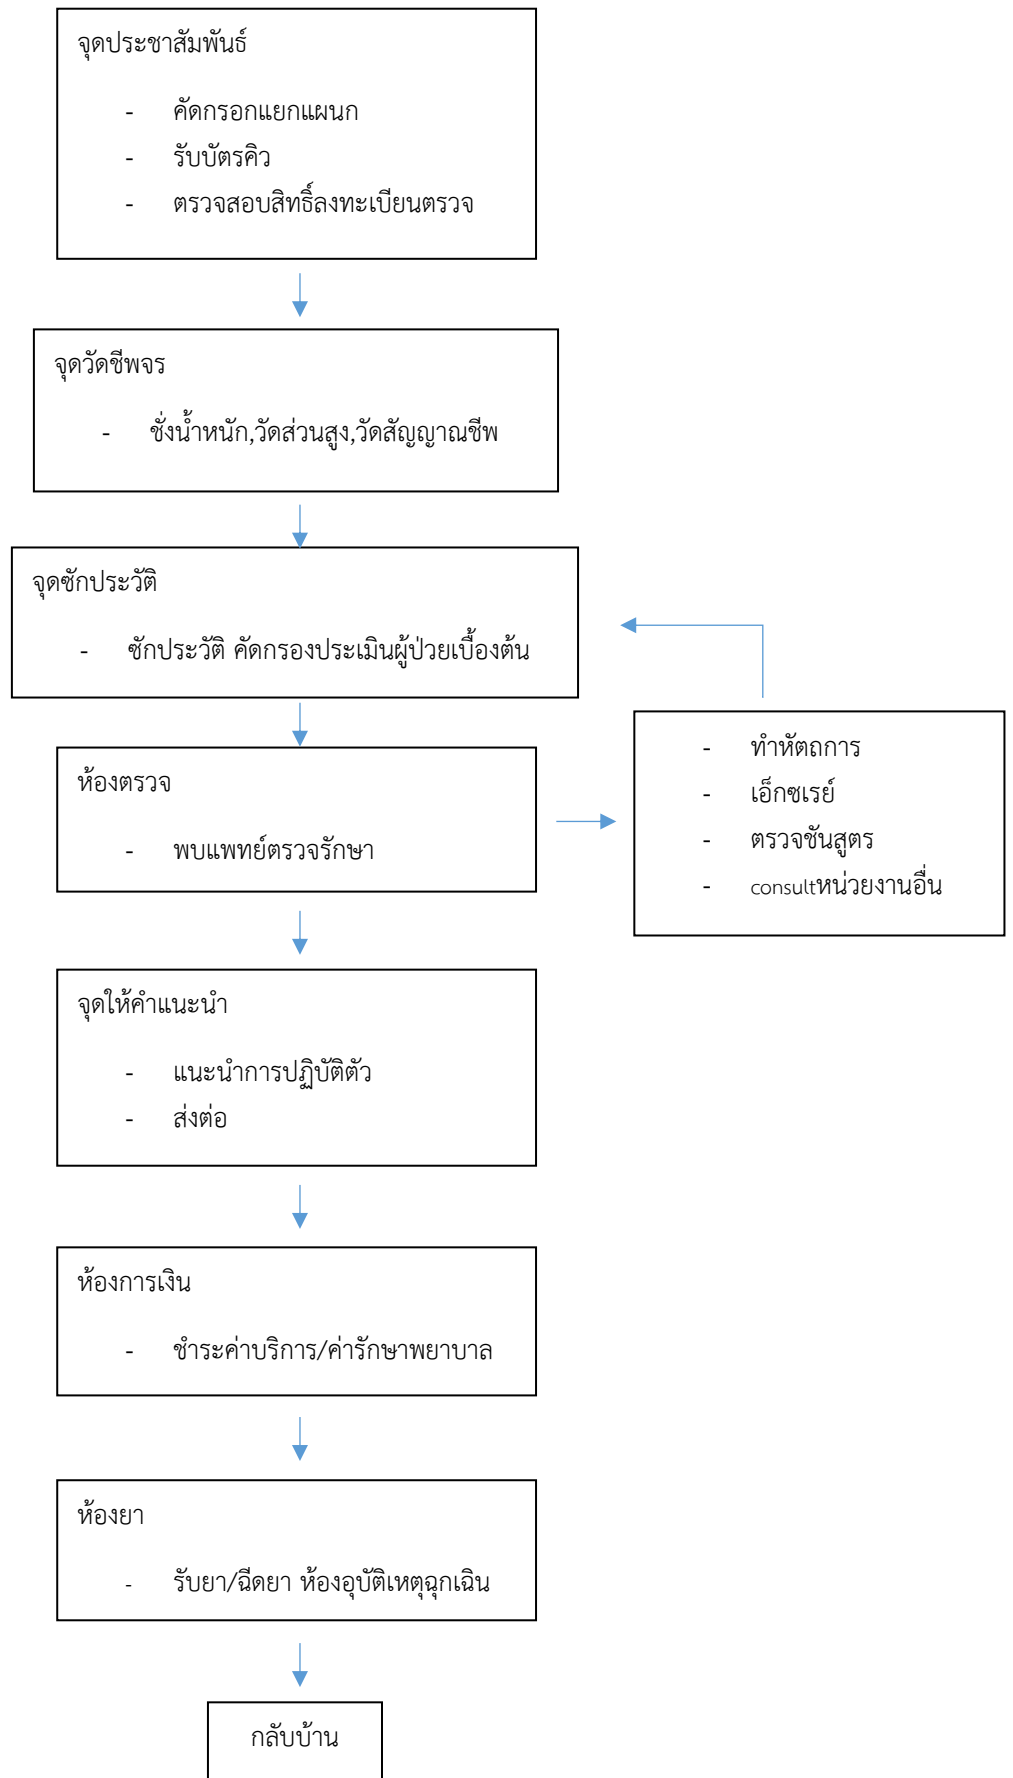 จุดประชาสัมพันธ์
- คัดกรอกแยกแผนก
- รับบัตรคิว
- ตรวจสอบสิทธิ์ลงทะเบียนตรวจ
จุดวัดชีพจร
- ชั่งน้ำหนัก,วัดส่วนสูง,วัดสัญญาณชีพ
จุดซักประวัติ
- ซักประวัติ คัดกรองประเมินผู้ป่วยเบื้องต้น
ห้องตรวจ
- พบแพทย์ตรวจรักษา
- ทำหัตถการ
- เอ็กซเรย์
- ตรวจชันสูตร
- consultหน่วยงานอื่น
จุดให้คำแนะนำ
- แนะนำการปฏิบัติตัว
- ส่งต่อ
ห้องการเงิน
- ชำระค่าบริการ/ค่ารักษาพยาบาล
ห้องยา
- รับยา/ฉีดยา ห้องอุบัติเหตุฉุกเฉิน
กลับบ้าน